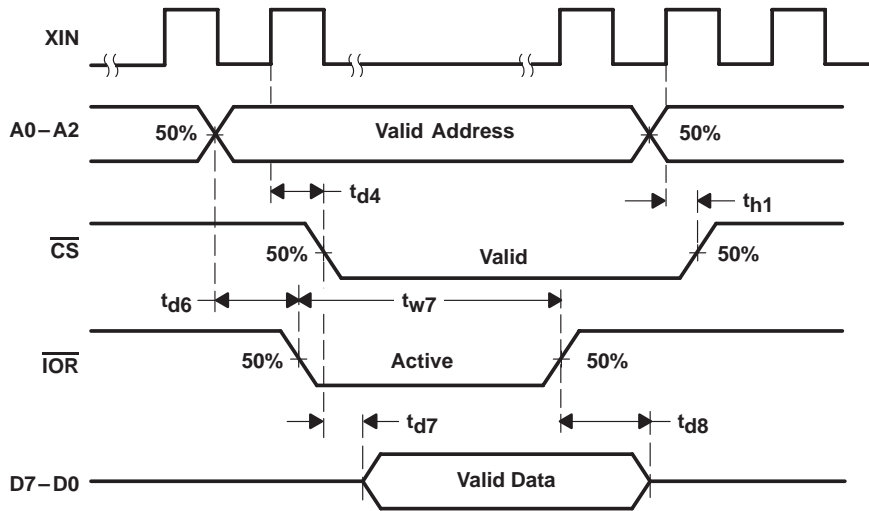 XIN
A0–A2
50%
Valid Address
50%
td4
th1
CS
50%
Valid
50%
td6
tw7
IOR
50%
Active
50%
td7
td8
D7–D0
Valid Data